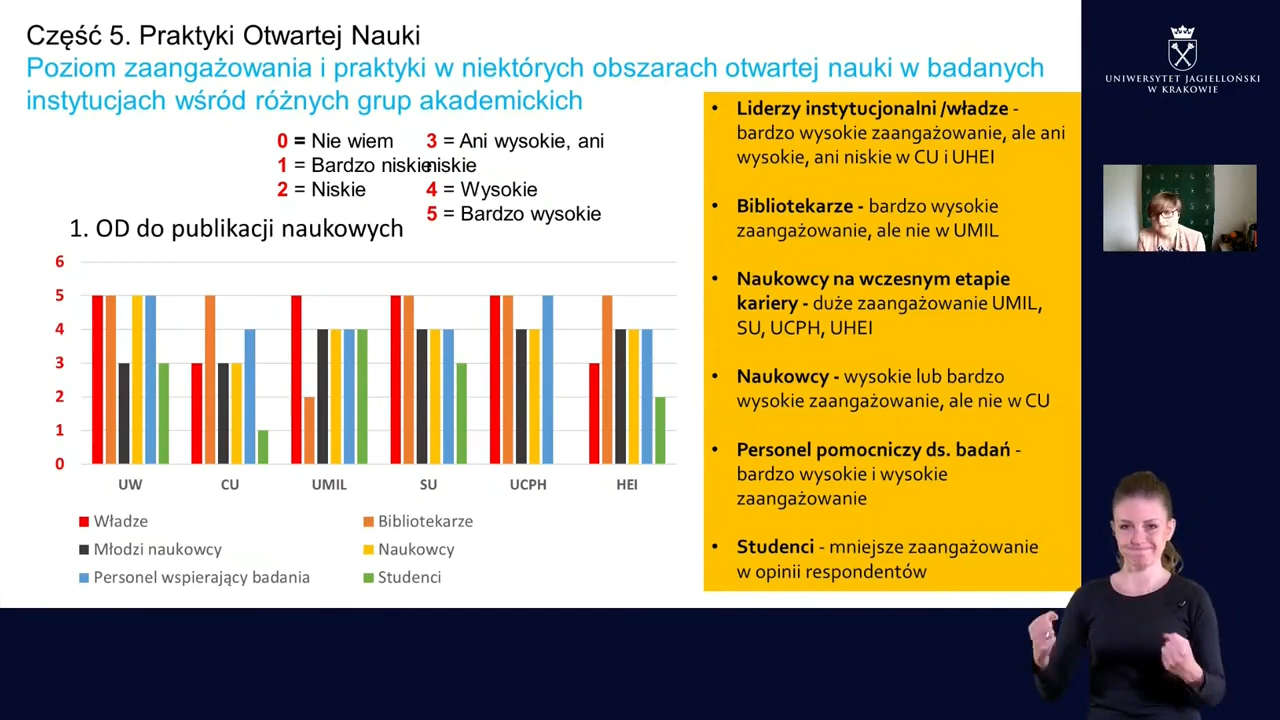 Część 5. Praktyki Otwartej Nauki
Poziom zaangażowania i praktyki w niektórych obszarach otwartej nauki w badanych
instytucjach wśród różnych grup akademickich
0 = Nie wiem
1 = Bardzo niskie
2 = Niskie
3 = Ani wysokie, ani
niskie
4 = Wysokie
5 = Bardzo wysokie
1. OD do publikacji naukowych
6
5
4
3
2
1
0
UW CU UMIL SU UCPH HEI
Władze
Bibliotekarze
Młodzi naukowcy
Naukowcy
Personel wspierający badania
Studenci
• Liderzy instytucjonalni /władze -
bardzo wysokie zaangażowanie, ale ani
wysokie, ani niskie w CU i UHEI
• Bibliotekarze - bardzo wysokie
zaangażowanie, ale nie w UMIL
• Naukowcy na wczesnym etapie
kariery - duże zaangażowanie UMIL,
SU, UCPH, UHEI
• Naukowcy - wysokie lub bardzo
wysokie zaangażowanie, ale nie w CU
• Personel pomocniczy ds. badań -
bardzo wysokie i wysokie
zaangażowanie
• Studenci - mniejsze zaangażowanie
w opinii respondentów
UNIWERSYTET JAGIELLOŃSKI
W KRAKOWIE